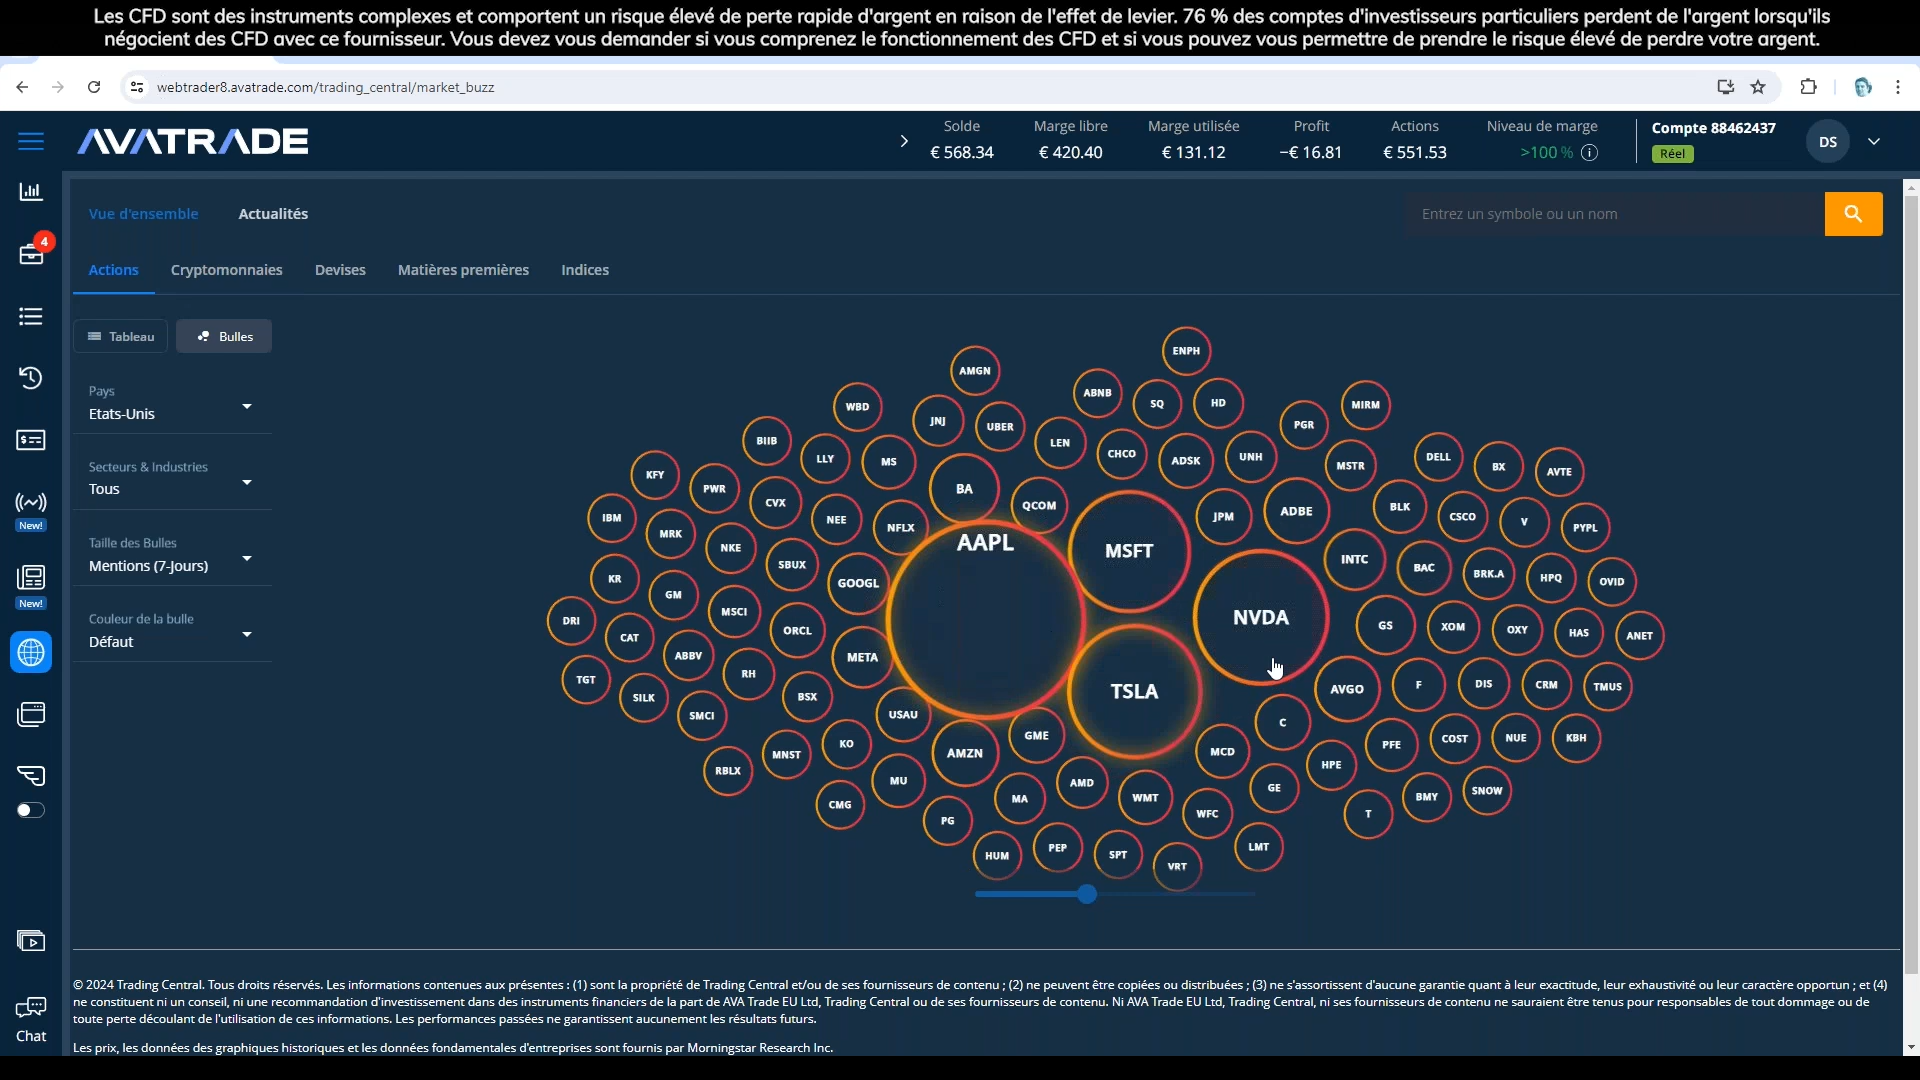 Les CFD sont des instruments complexes et comportent un risque élevé de perte rapide d'argent en raison de l'effet de levier. 76 % des comptes d'investisseurs particuliers perdent de l'argent lorsqu'ils
négocient des CFD avec ce fournisseur. Vous devez vous demander si vous comprenez le fonctionnement des CFD et si vous pouvez vous permettre de prendre le risque élevé de perdre votre argent.
webtrader8.avatrade.com/trading_central/market_buzz
AVATRADE
Solde
Marge libre
Marge utilisée
Profit
Actions
Niveau de marge
Compte 88462437
€ 568.34
€ 420.40
€ 131.12
−€ 16.81
€ 551.53
>100 %
Réel
DS
4
New!
New!
Chat
Vue d'ensemble
Actualités
Entrez un symbole ou un nom
Actions
Cryptomonnaies
Devises
Matières premières
Indices
Tableau
Bulles
Pays
Etats-Unis
Secteurs & Industries
Tous
Taille des Bulles
Mentions (7-Jours)
Couleur de la bulle
Défaut
ENPH
AMGN
ABNB
SQ
HD
MIRM
WBD
JNJ
UBER
PGR
BIIB
LEN
CHCO
ADSK
UNH
LLY
MS
MSTR
DELL
BX
AVTE
KFY
PWR
BA
CVX
QCOM
JPM
ADBE
BLK
CSCO
V
PYPL
IBM
MRK
NEE
NFLX
AAPL
MSFT
NKE
SBUX
GOOGL
INTC
BAC
BRK.A
HPQ
OVID
KR
GM
MSCI
NVDA
DRI
CAT
ORCL
GS
XOM
OXY
HAS
ANET
ABBV
META
TGT
SILK
RH
BSX
TSLA
AVGO
F
DIS
CRM
TMUS
SMCI
USAU
C
KO
GME
MCD
PFE
COST
NUE
KBH
RBLX
MNST
AMZN
HPE
CMG
MU
AMD
GE
SNOW
PG
MA
WMT
WFC
T
BMY
HUM
PEP
SPT
LMT
VRT
© 2024 Trading Central. Tous droits réservés. Les informations contenues aux présentes : (1) sont la propriété de Trading Central et/ou de ses fournisseurs de contenu ; (2) ne peuvent être copiées ou distribuées ; (3) ne s'assortissent d'aucune garantie quant à leur exactitude, leur exhaustivité ou leur caractère opportun ; et (4)
ne constituent ni un conseil, ni une recommandation d'investissement dans des instruments financiers de la part de AVA Trade EU Ltd, Trading Central ou de ses fournisseurs de contenu. Ni AVA Trade EU Ltd, Trading Central, ni ses fournisseurs de contenu ne sauraient être tenus pour responsables de tout dommage ou de
toute perte découlant de l'utilisation de ces informations. Les performances passées ne garantissent aucunement les résultats futurs.
Les prix, les données des graphiques historiques et les données fondamentales d'entreprises sont fournis par Morningstar Research Inc.